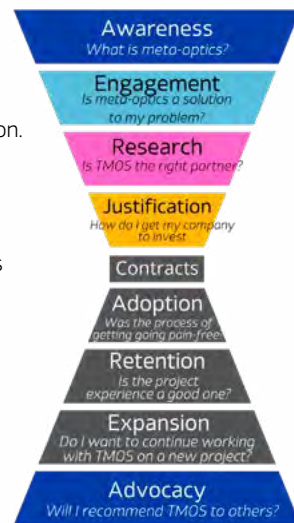 Awareness
What is meta-optics?
Engagement
Is meta-optics a solution
to my problem?
on.
Research
Is TMOS the right partner?
Justification
How do I get my company
to invest
s
Contracts
Adoption
Was the process of
getting going pain-free
Retention
Is the project
experience a good one?
Expansion
Do I want to continue working
with TMOS on a new project?
Advocacy
Will I recommend TMOS to others?